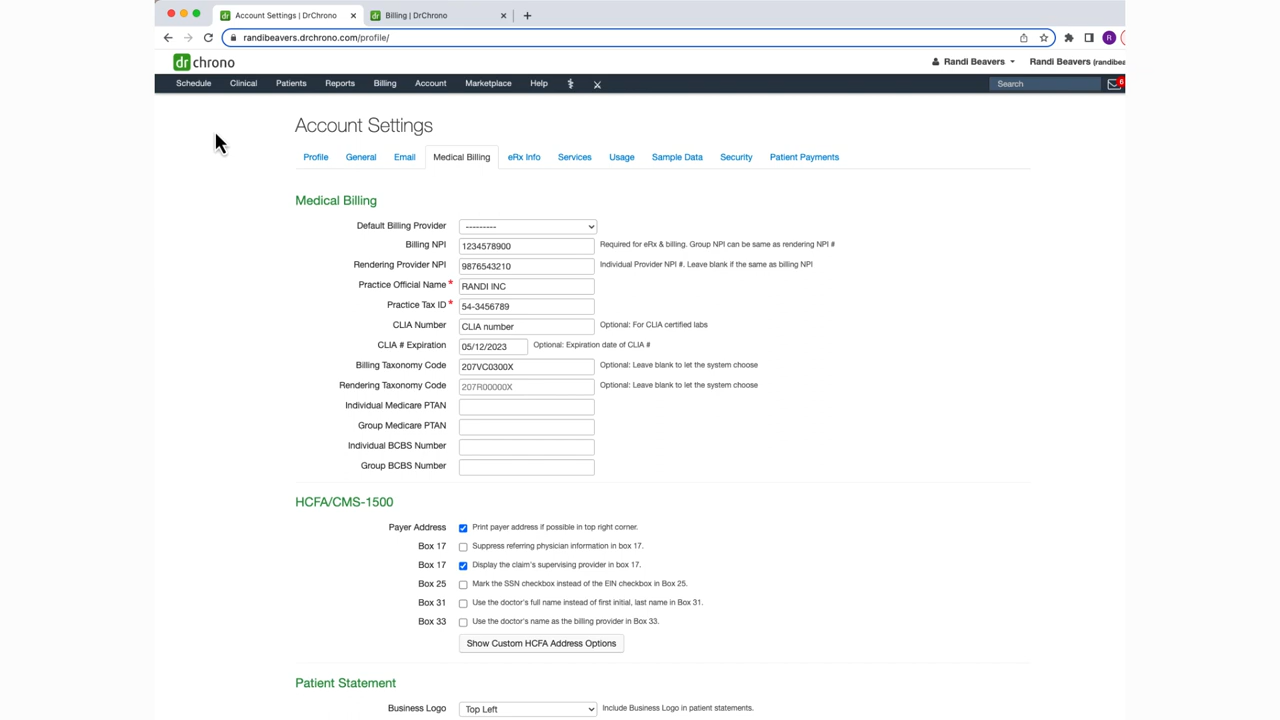 Account Settings | DrChrono
Billing | DrChrono
randibeavers.drchrono.com/profile/
R
dr chrono
Randi Beavers
Randi Beavers (randibea
Schedule Clinical Patients Reports Billing Account Marketplace Help
Search
6
Account Settings
Profile General Email Medical Billing eRx Info Services Usage Sample Data Security Patient Payments
Medical Billing
Default Billing Provider ---------
Billing NPI 1234578900 Required for eRx & billing. Group NPI can be same as rendering NPI #
Rendering Provider NPI 9876543210 Individual Provider NPI #. Leave blank if the same as billing NPI
Practice Official Name * RANDI INC
Practice Tax ID * 54-3456789
CLIA Number CLIA number Optional: For CLIA certified labs
CLIA # Expiration 05/12/2023 Optional: Expiration date of CLIA #
Billing Taxonomy Code 207VC0300X Optional: Leave blank to let the system choose
Rendering Taxonomy Code 207R00000X Optional: Leave blank to let the system choose
Individual Medicare PTAN
Group Medicare PTAN
Individual BCBS Number
Group BCBS Number
HCFA/CMS-1500
Payer Address Print payer address if possible in top right corner.
Box 17 Suppress referring physician information in box 17.
Box 17 Display the claim's supervising provider in box 17.
Box 25 Mark the SSN checkbox instead of the EIN checkbox in Box 25.
Box 31 Use the doctor's full name instead of first initial, last name in Box 31.
Box 33 Use the doctor's name as the billing provider in Box 33.
Show Custom HCFA Address Options
Patient Statement
Business Logo Top Left Include Business Logo in patient statements.